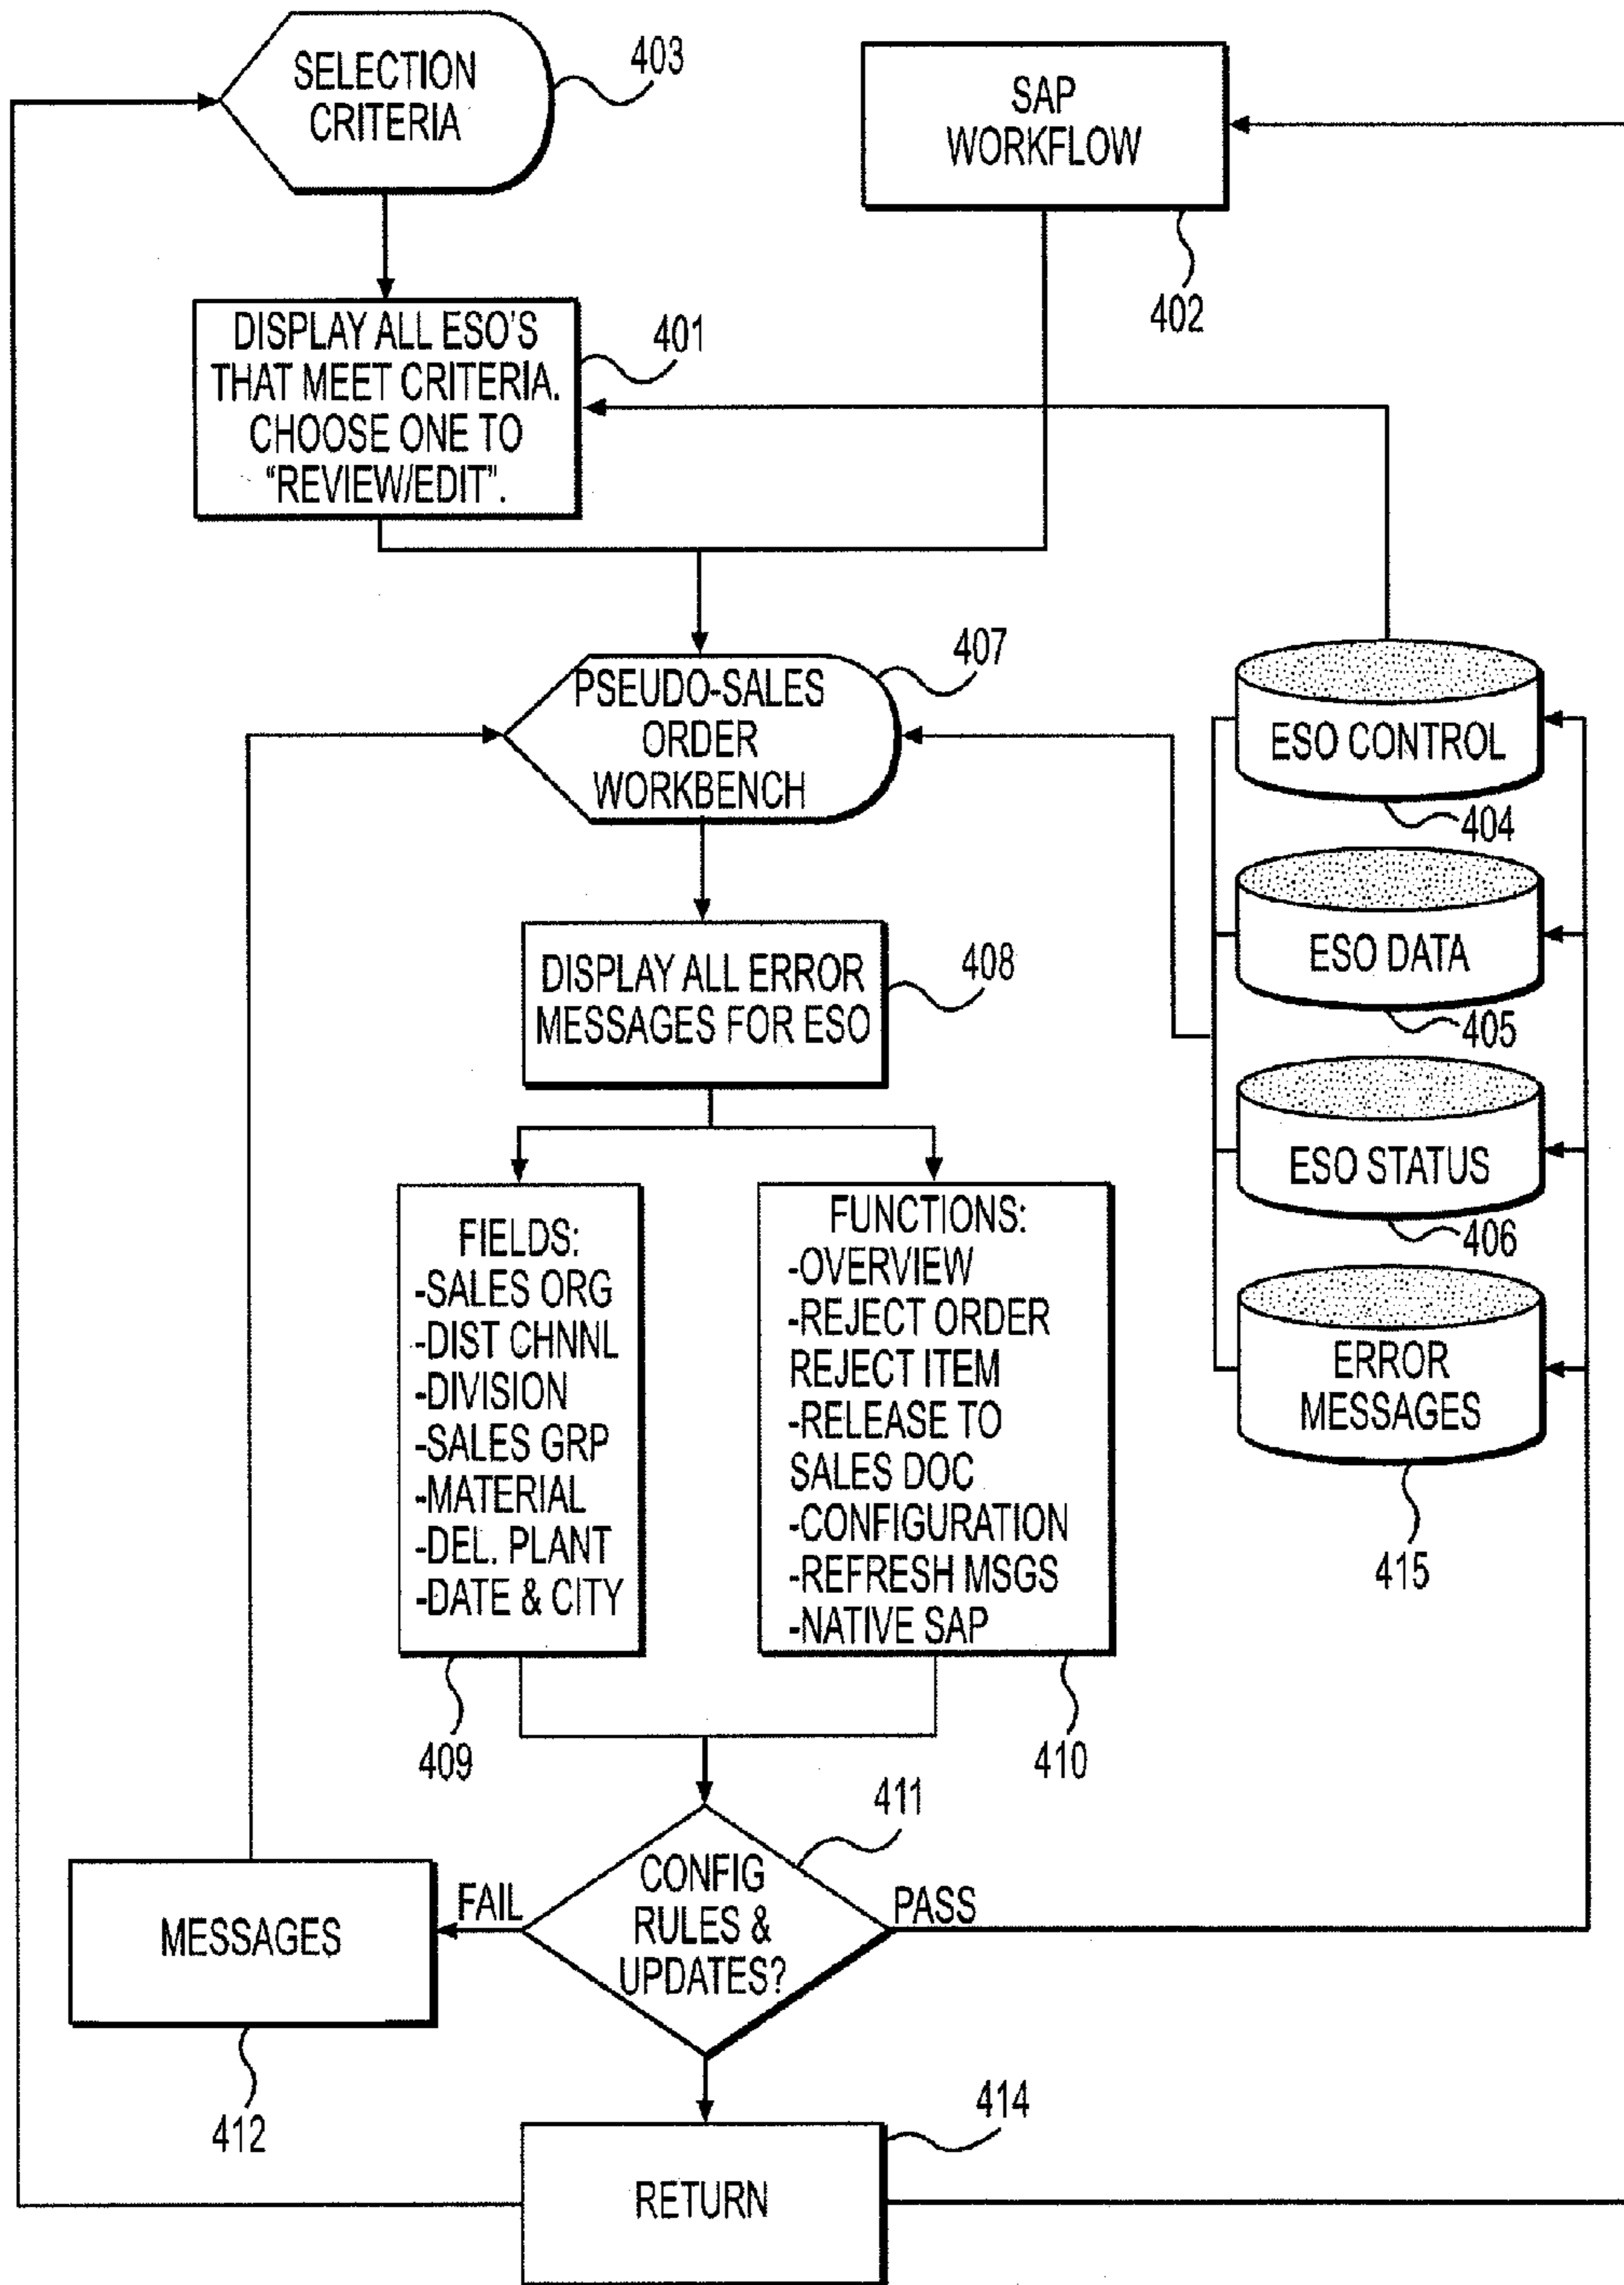 SELECTION
CRITERIA
403
SAP
WORKFLOW
402
DISPLAY ALL ESO'S
THAT MEET CRITERIA.
CHOOSE ONE TO
“REVIEW/EDIT”.
401
PSEUDO-SALES
ORDER
WORKBENCH
407
ESO CONTROL
404
ESO DATA
405
ESO STATUS
406
ERROR
MESSAGES
415
DISPLAY ALL ERROR
MESSAGES FOR ESO
408
FIELDS:
-SALES ORG
-DIST CHNNL
-DIVISION
-SALES GRP
-MATERIAL
-DEL. PLANT
-DATE & CITY
409
FUNCTIONS:
-OVERVIEW
-REJECT ORDER
REJECT ITEM
-RELEASE TO
SALES DOC
-CONFIGURATION
-REFRESH MSGS
-NATIVE SAP
410
CONFIG
RULES &
UPDATES?
411
FAIL
PASS
MESSAGES
412
RETURN
414